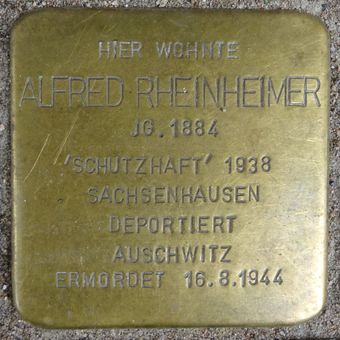 HIER WOHNTE
ALFRED RHEINHEIMER
JG. 1884
'SCHUTZHAFT' 1938
SACHSENHAUSEN
DEPORTIERT
AUSCHWITZ
ERMORDET 16.8.1944